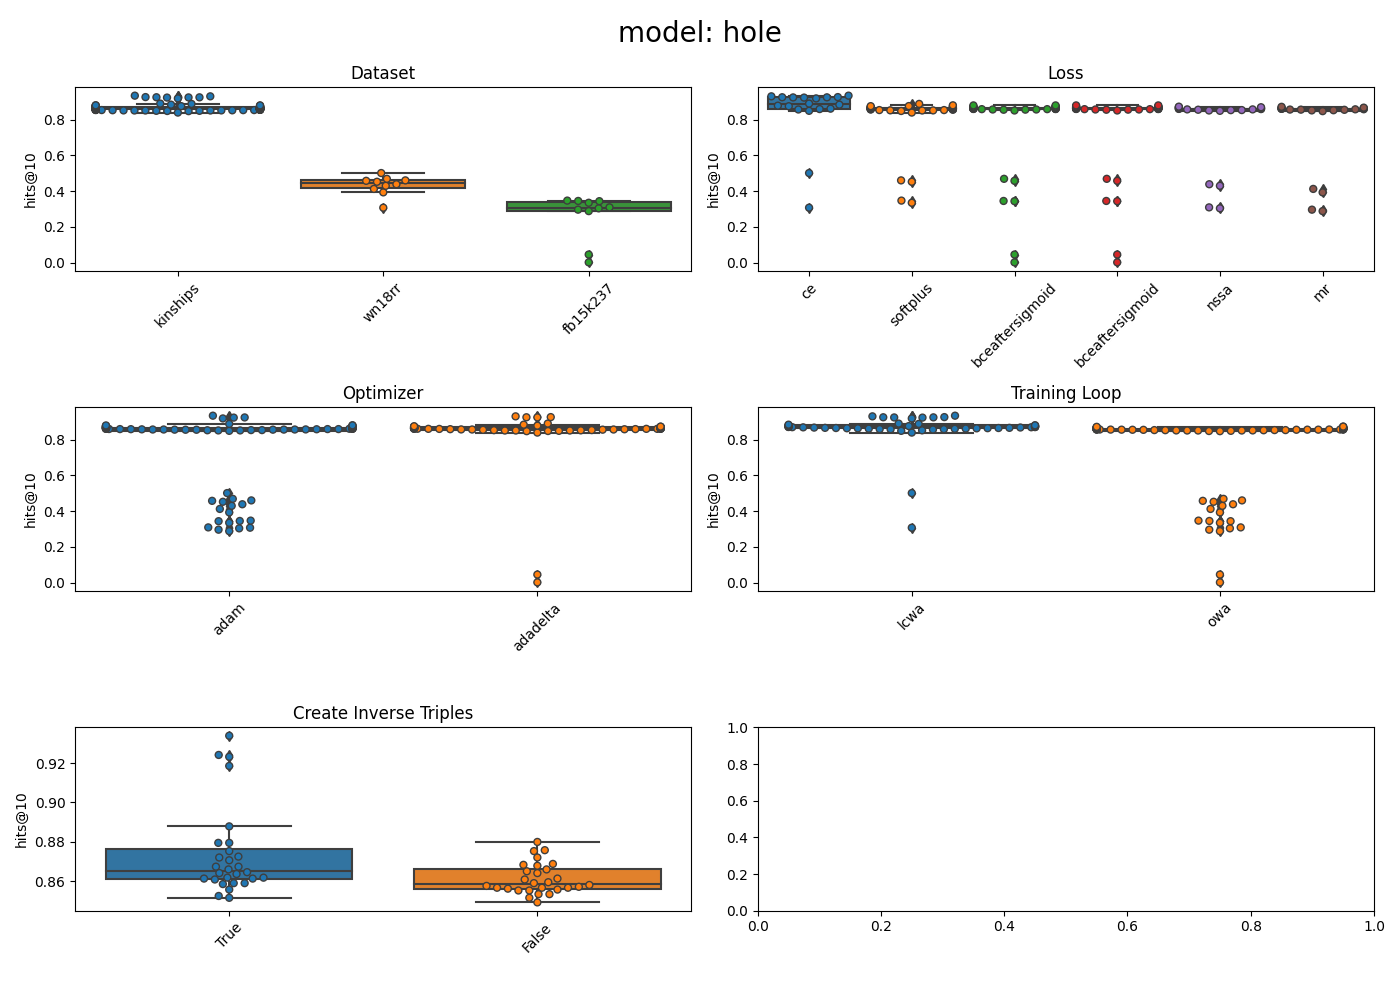 model: hole
Dataset
hits@10
0.8
0.6
0.4
0.2
0.0
kinships
wn18rr
fb15k237
Loss
hits@10
0.8
0.6
0.4
0.2
0.0
ce
softplus
bceaftersigmoid
bceaftersigmoid
nssa
mr
Optimizer
hits@10
0.8
0.6
0.4
0.2
0.0
adam
adadelta
Training Loop
hits@10
0.8
0.6
0.4
0.2
0.0
lcwa
owa
Create Inverse Triples
hits@10
0.92
0.90
0.88
0.86
True
False
1.0
0.8
0.6
0.4
0.2
0.0
0.0 0.2 0.4 0.6 0.8 1.0